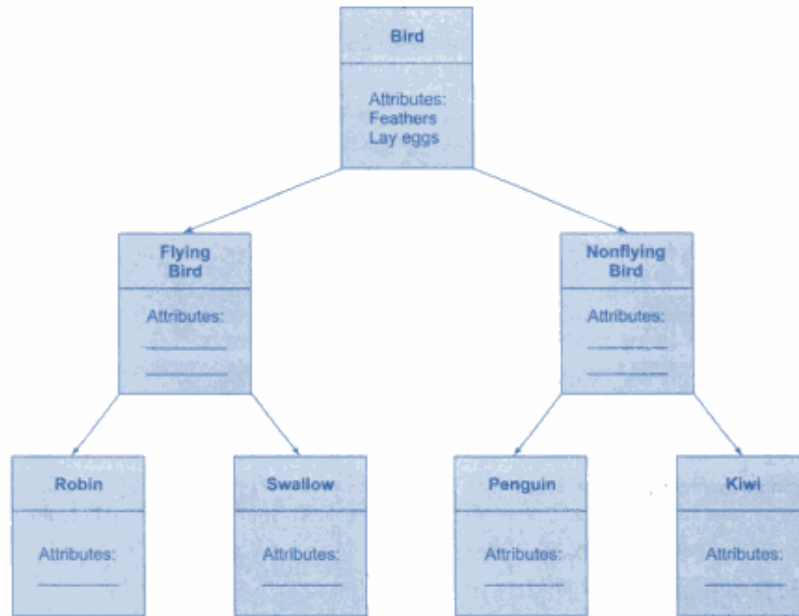 Bird
Attributes:
Feathers
Lay eggs
Flying
Bird
Attributes:
Nonflying
Bird
Attributes:
Robin
Attributes:
Swallow
Attributes:
Penguin
Attributes:
Kiwi
Attributes: